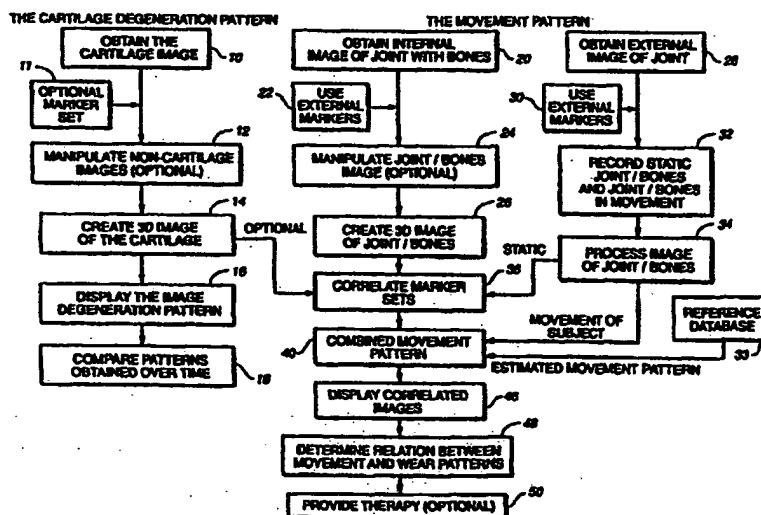 THE CARTILAGE DEGENERATION PATTERN
OBTAIN THE
CARTILAGE IMAGE
10
11
OPTIONAL
MARKER
SET
12
MANIPULATE NON-CARTILAGE
IMAGES (OPTIONAL)
14
CREATE 3D IMAGE
OF THE CARTILAGE
OPTIONAL
16
DISPLAY THE IMAGE
DEGENERATION PATTERN
COMPARE PATTERNS
OBTAINED OVER TIME
18
THE MOVEMENT PATTERN
OBTAIN INTERNAL
IMAGE OF JOINT WITH BONES
20
22
USE
EXTERNAL
MARKERS
24
MANIPULATE JOINT / BONES
IMAGE (OPTIONAL)
26
CREATE 3D IMAGE
OF JOINT / BONES
OBTAIN EXTERNAL
IMAGE OF JOINT
28
30
USE
EXTERNAL
MARKERS
32
RECORD STATIC
JOINT / BONES
AND JOINT / BONES
IN MOVEMENT
34
PROCESS IMAGE
OF JOINT / BONES
STATIC
CORRELATE MARKER
SETS
REFERENCE
DATABASE
33
MOVEMENT OF
SUBJECT
40
COMBINED MOVEMENT
PATTERN
ESTIMATED MOVEMENT PATTERN
46
DISPLAY CORRELATED
IMAGES
48
DETERMINE RELATION BETWEEN
MOVEMENT AND WEAR PATTERNS
50
PROVIDE THERAPY (OPTIONAL)